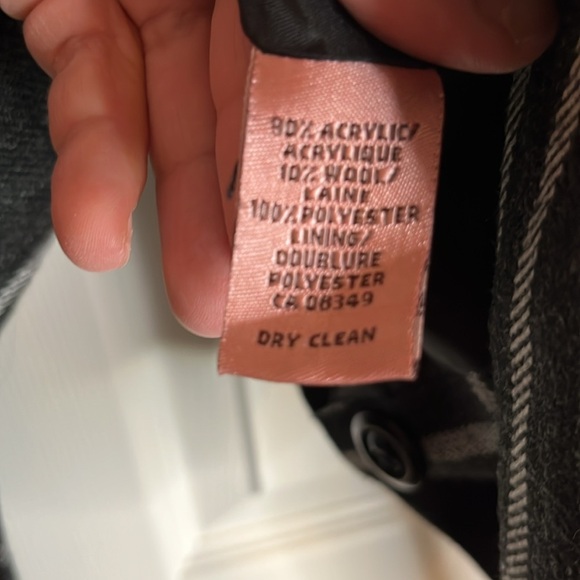 90% ACRYLIC/
ACRYLIQUE
10% WOOL/
LAINE
100% POLYESTER
LINING/
DOUBLURE
POLYESTER
CA 08349
DRY CLEAN